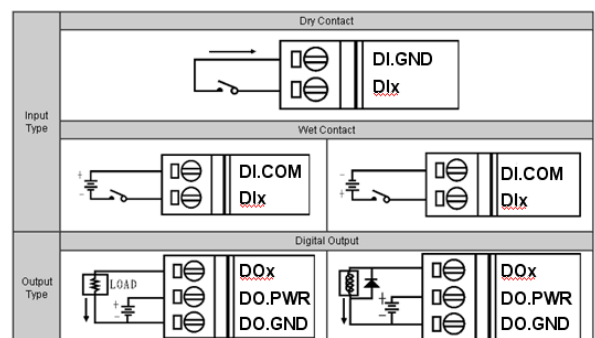 Dry Contact
DI.GND
DIx
Input
Type
Wet Contact
+
-
DI.COM
DIx
-
+
DI.COM
DIx
Digital Output
Output
Type
LOAD
+
-
DOx
DO.PWR
DO.GND
+
-
DOx
DO.PWR
DO.GND